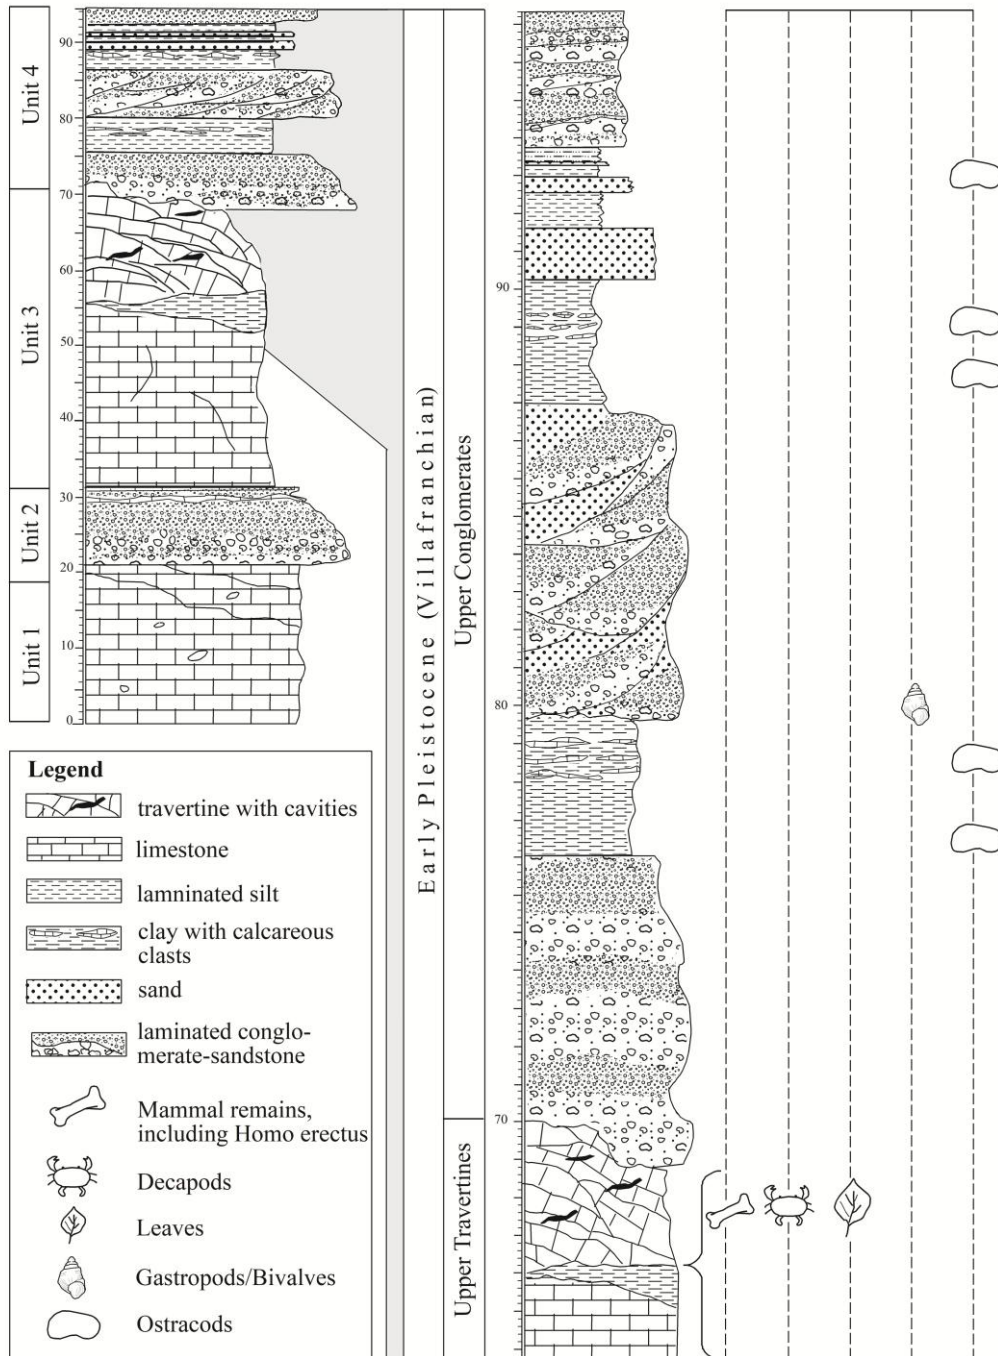 Unit 4
Unit 3
Unit 2
Unit 1
90
80
70
60
50
40
30
20
10
0
Legend
travertine with cavities
limestone
lamninated silt
clay with calcareous
clasts
sand
laminated conglo-
merate-sandstone
Mammal remains,
including Homo erectus
Decapods
Leaves
Gastropods/Bivalves
Ostracods
Early Pleistocene (Villafranchian)
Upper Conglomerates
Upper Travertines
90
80
70